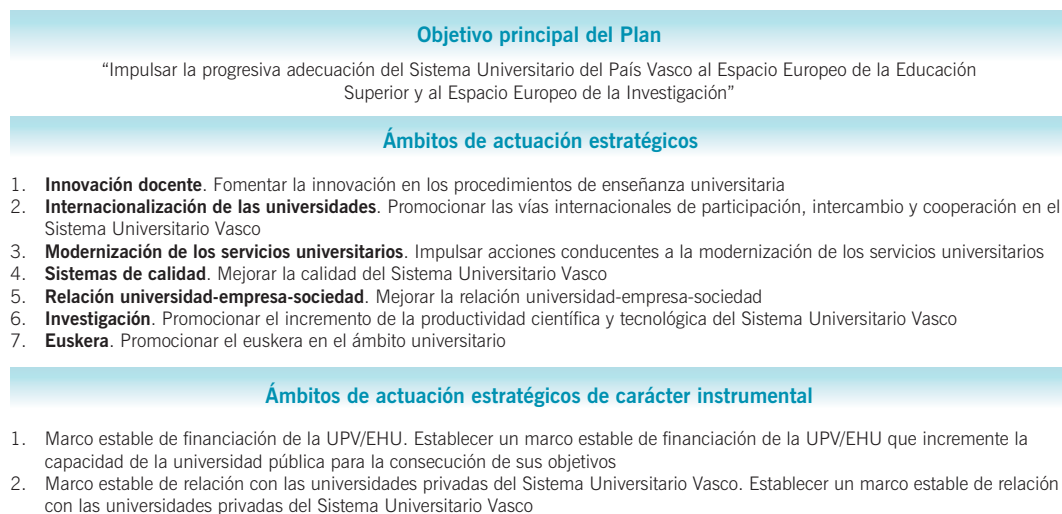 Objetivo principal del Plan
“Impulsar la progresiva adecuación del Sistema Universitario del País Vasco al Espacio Europeo de la Educación
Superior y al Espacio Europeo de la Investigación”
Ámbitos de actuación estratégicos
1. Innovación docente. Fomentar la innovación en los procedimientos de enseñanza universitaria
2. Internacionalización de las universidades. Promocionar las vías internacionales de participación, intercambio y cooperación en el
Sistema Universitario Vasco
3. Modernización de los servicios universitarios. Impulsar acciones conducentes a la modernización de los servicios universitarios
4. Sistemas de calidad. Mejorar la calidad del Sistema Universitario Vasco
5. Relación universidad-empresa-sociedad. Mejorar la relación universidad-empresa-sociedad
6. Investigación. Promocionar el incremento de la productividad científica y tecnológica del Sistema Universitario Vasco
7. Euskera. Promocionar el euskera en el ámbito universitario
Ámbitos de actuación estratégicos de carácter instrumental
1. Marco estable de financiación de la UPV/EHU. Establecer un marco estable de financiación de la UPV/EHU que incremente la
capacidad de la universidad pública para la consecución de sus objetivos
2. Marco estable de relación con las universidades privadas del Sistema Universitario Vasco. Establecer un marco estable de relación
con las universidades privadas del Sistema Universitario Vasco